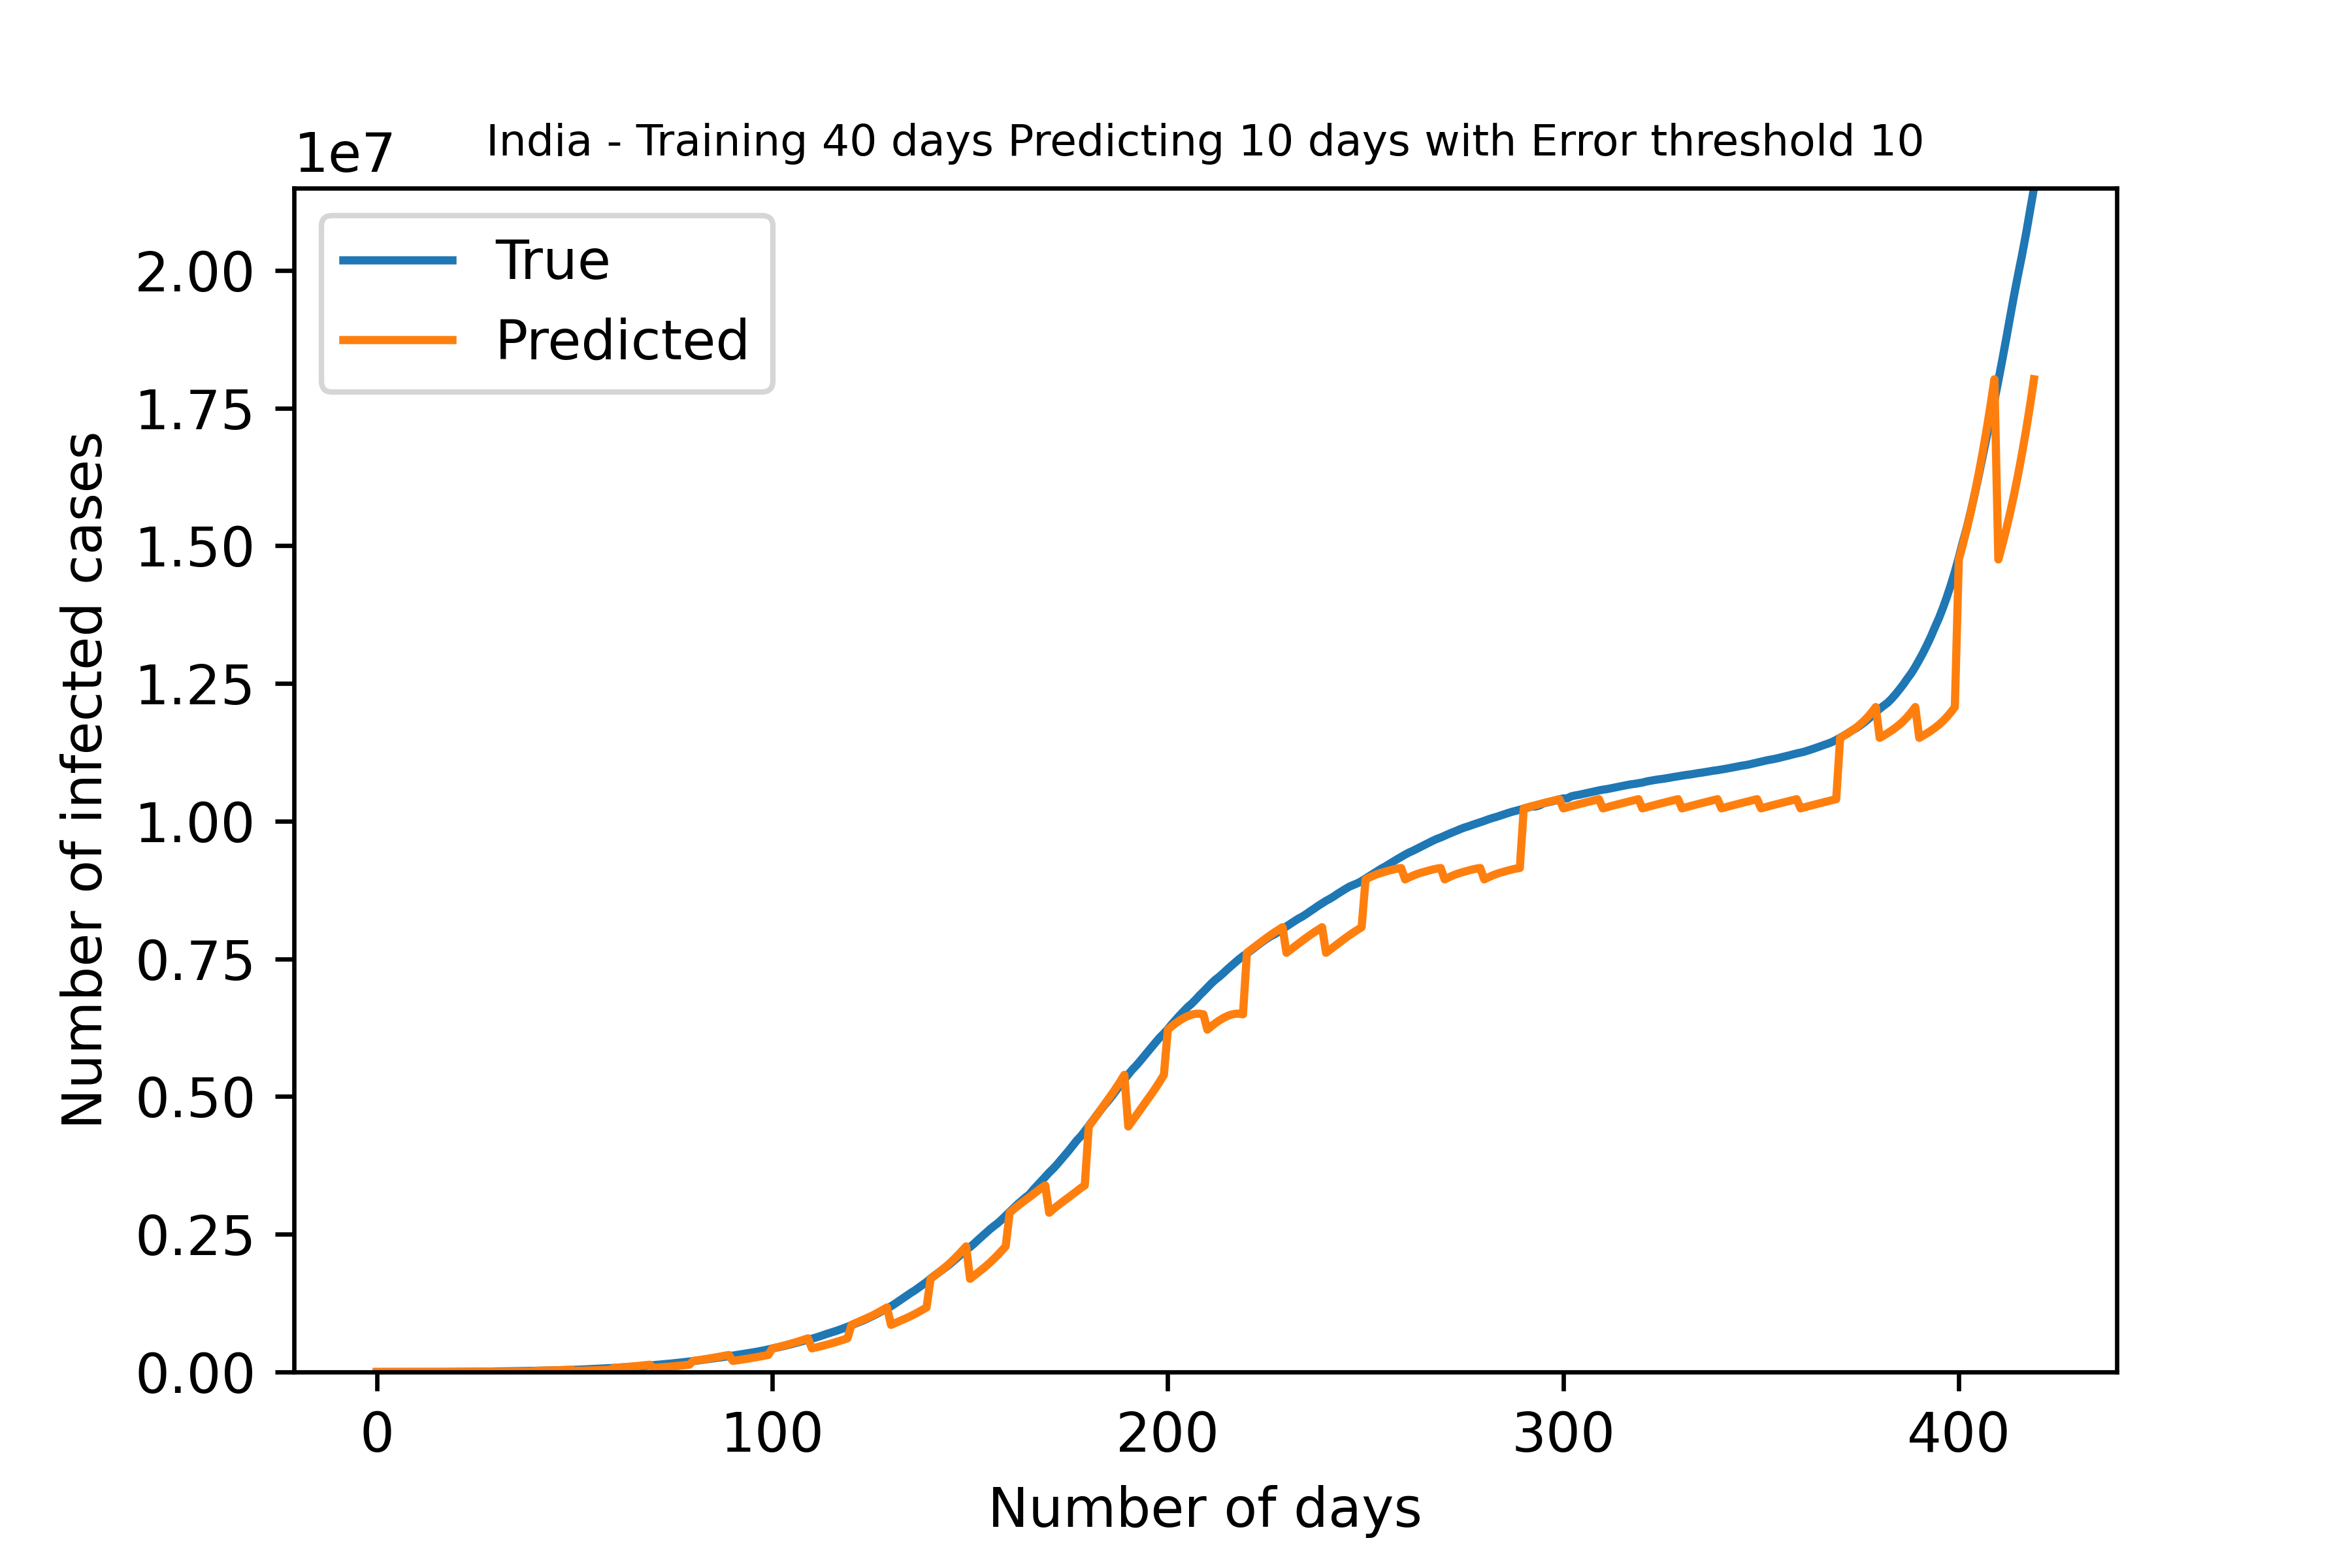 India - Training 40 days Predicting 10 days with Error threshold 10
1e7
True
Predicted
2.00
1.75
1.50
1.25
1.00
0.75
0.50
0.25
0.00
Number of infected cases
0 100 200 300 400
Number of days